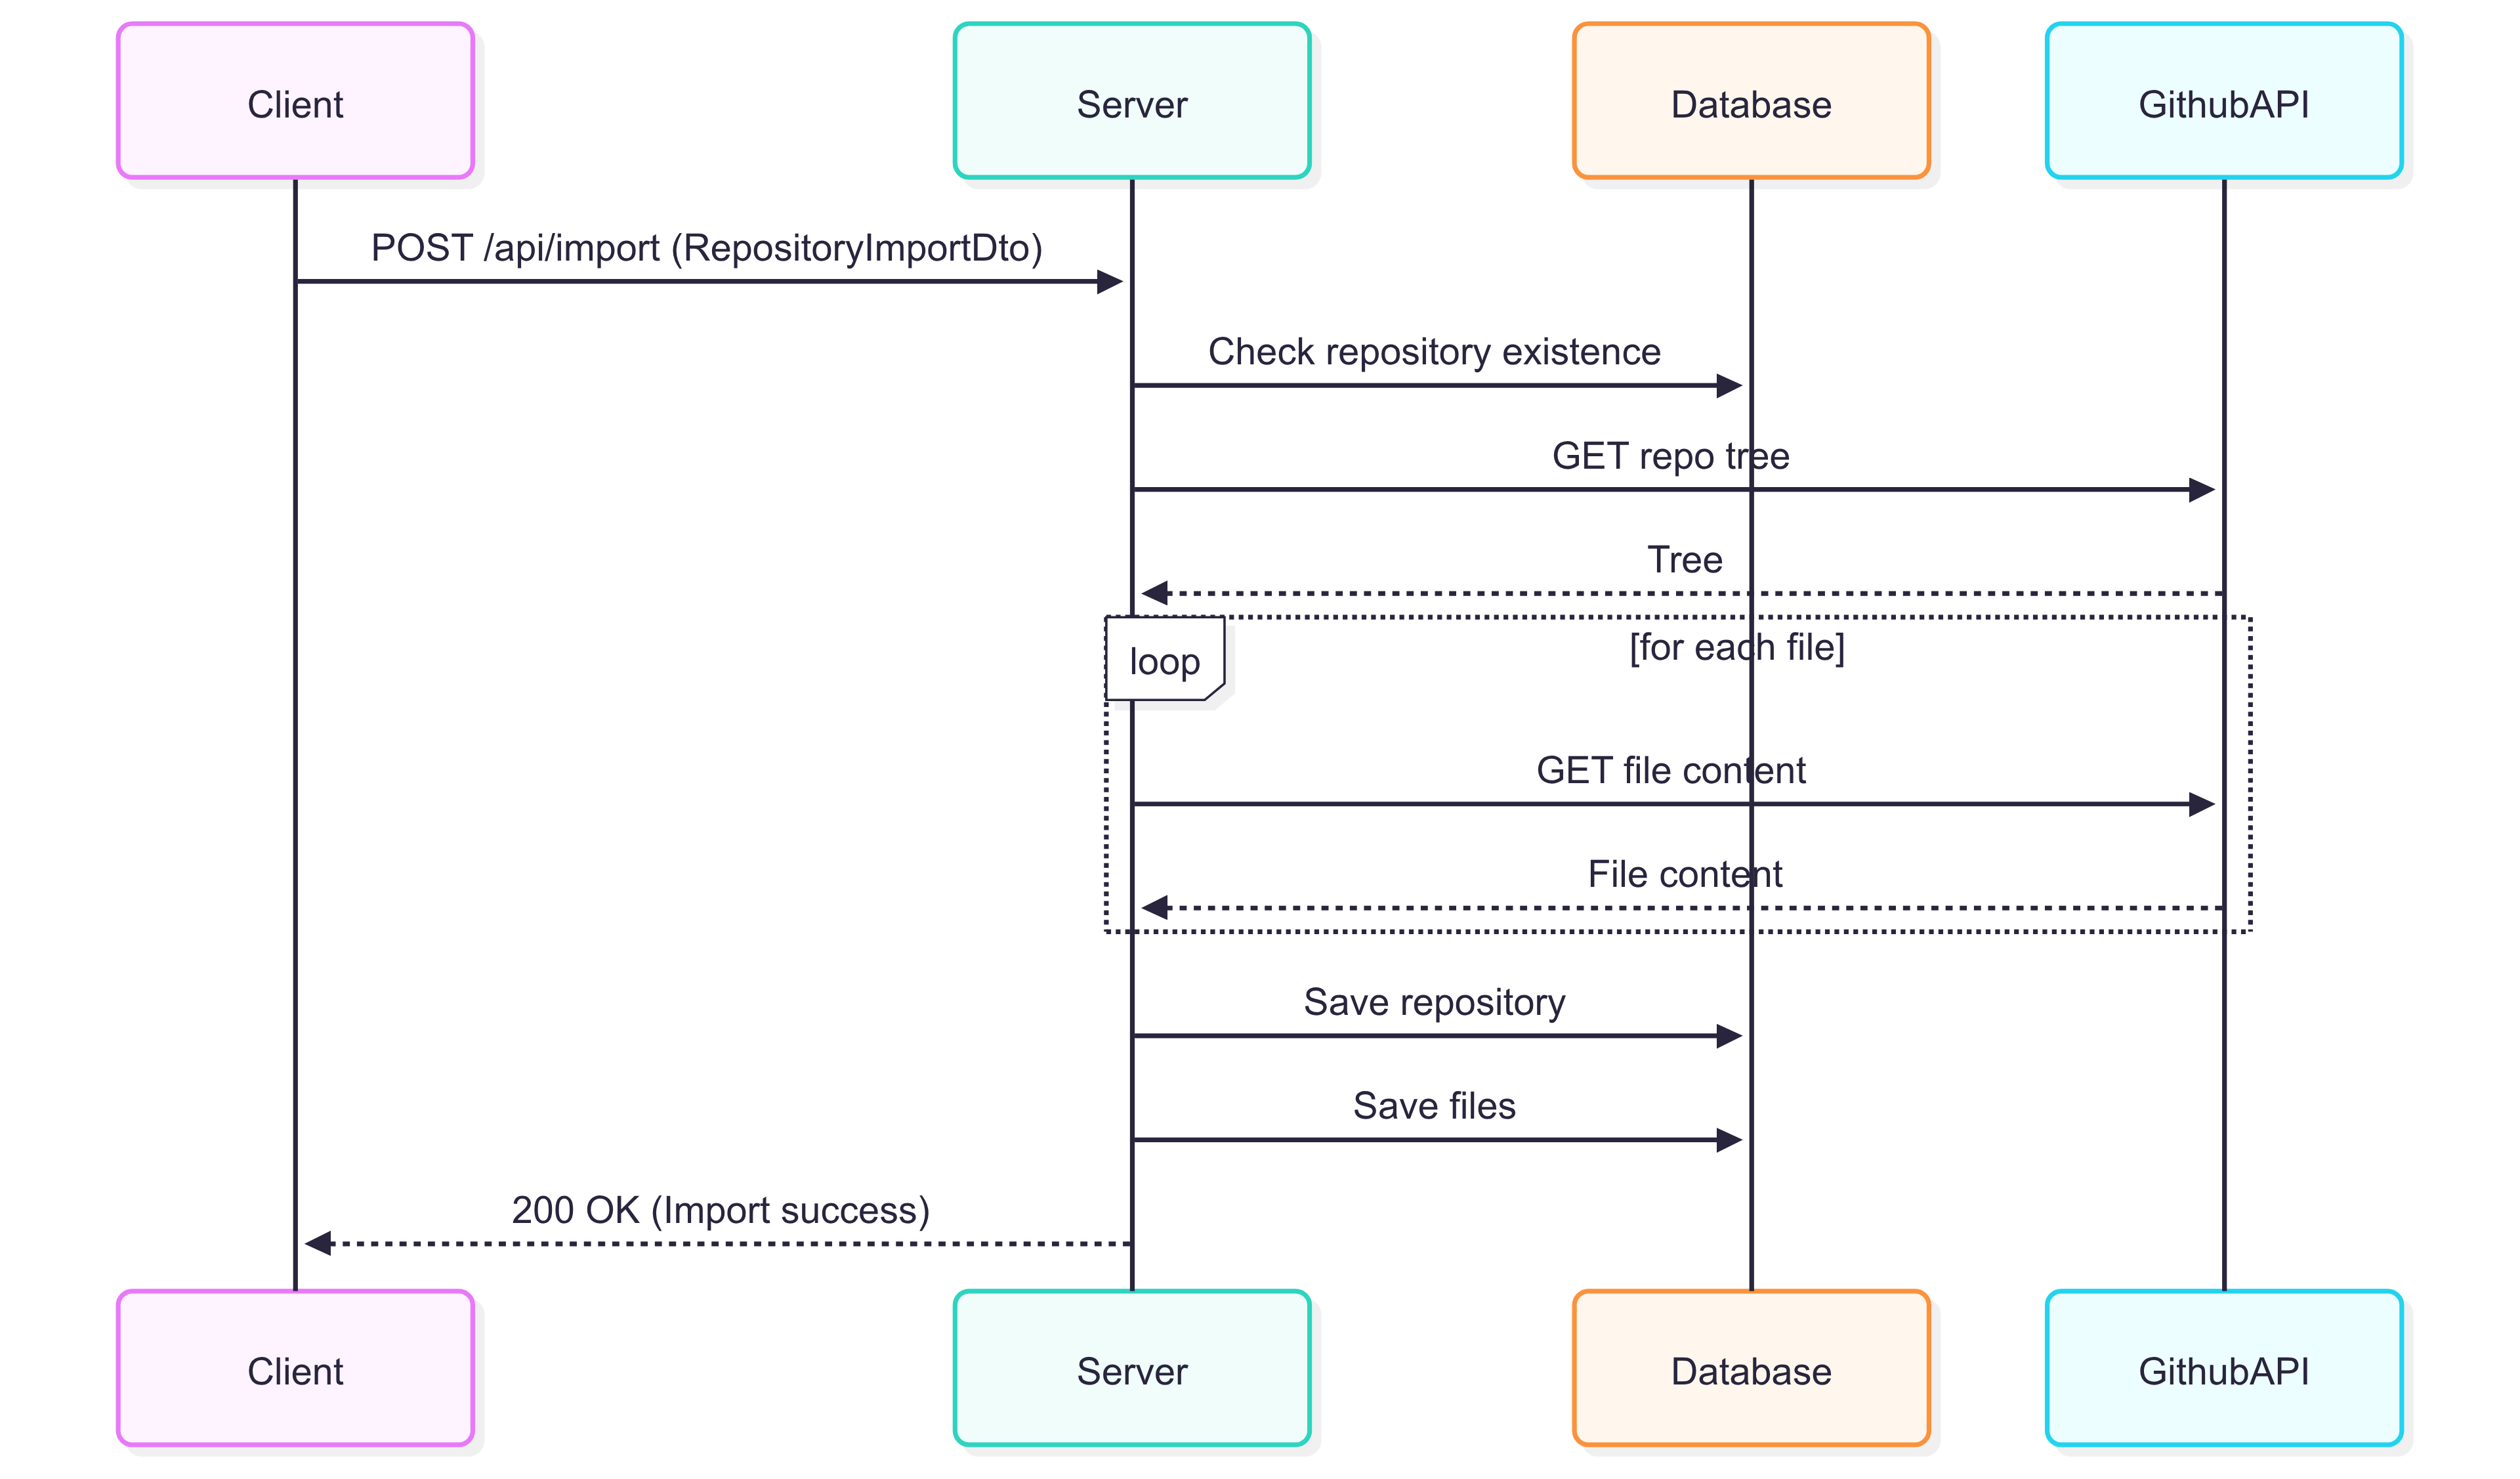 Client
Server
Database
GithubAPI
POST /api/import (RepositoryImportDto)
Check repository existence
GET repo tree
Tree
loop
[for each file]
GET file content
File content
Save repository
Save files
200 OK (Import success)
Client
Server
Database
GithubAPI